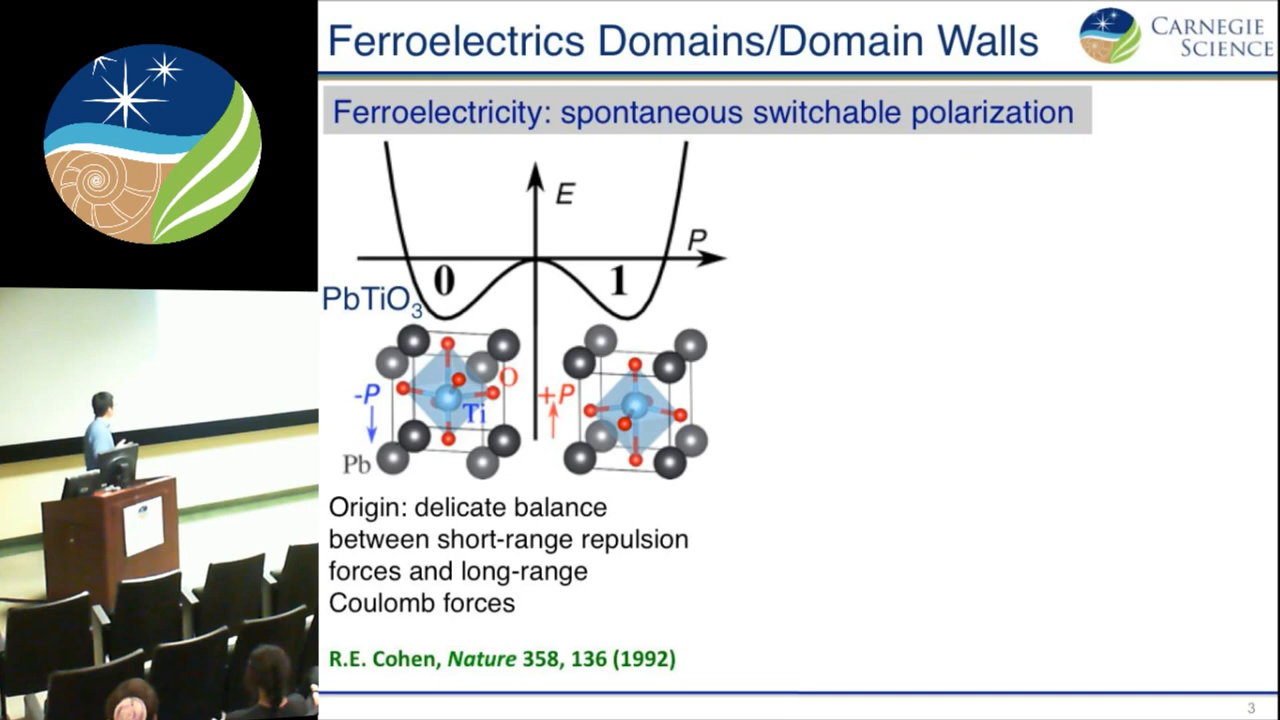 Ferroelectrics Domains/Domain Walls
CARNEGIE
SCIENCE
Ferroelectricity: spontaneous switchable polarization
E
P
0
1
PbTiO3
O
-P
+P
Ti
Pb
Origin: delicate balance
between short-range repulsion
forces and long-range
Coulomb forces
R.E. Cohen, Nature 358, 136 (1992)
3